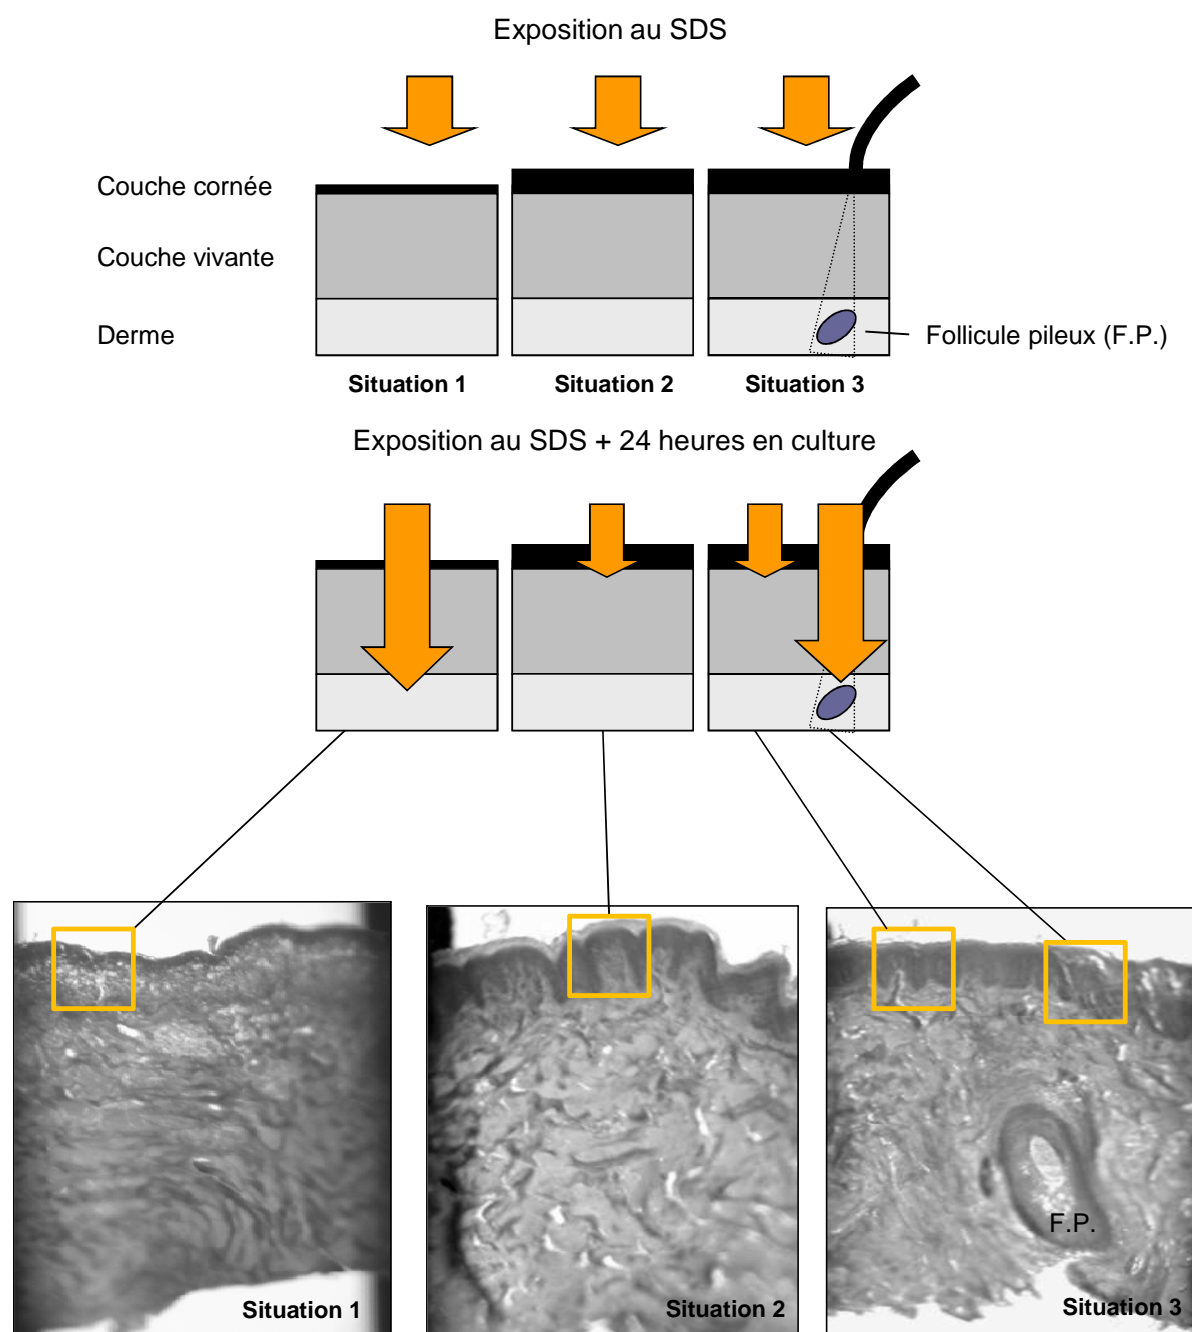 Exposition au SDS
Couche cornée
Couche vivante
Derme
Follicule pileux (F.P.)
Situation 1
Situation 2
Situation 3
Exposition au SDS + 24 heures en culture
F.P.
Situation 1
Situation 2
Situation 3